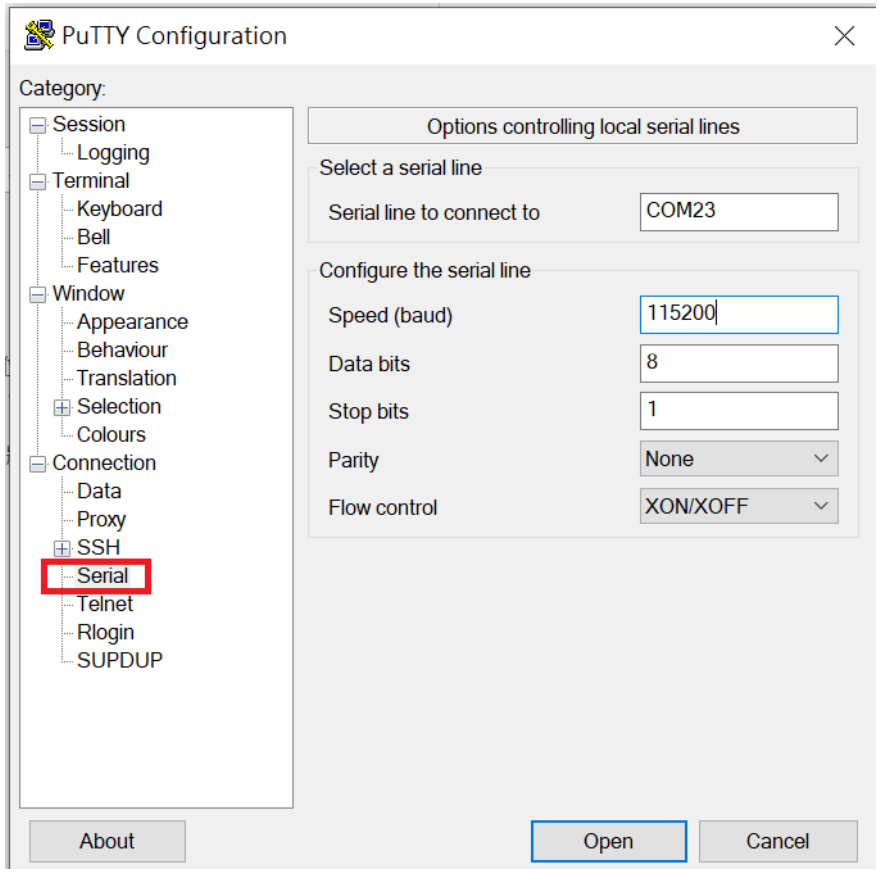 PuTTY Configuration
Category:
Session
Logging
Terminal
Keyboard
Bell
Features
Window
Appearance
Behaviour
Translation
Selection
Colours
Connection
Data
Proxy
SSH
Serial
Telnet
Rlogin
SUPDUP
Options controlling local serial lines
Select a serial line
Serial line to connect to COM23
Configure the serial line
Speed (baud) 115200
Data bits 8
Stop bits 1
Parity None
Flow control XON/XOFF
About Open Cancel